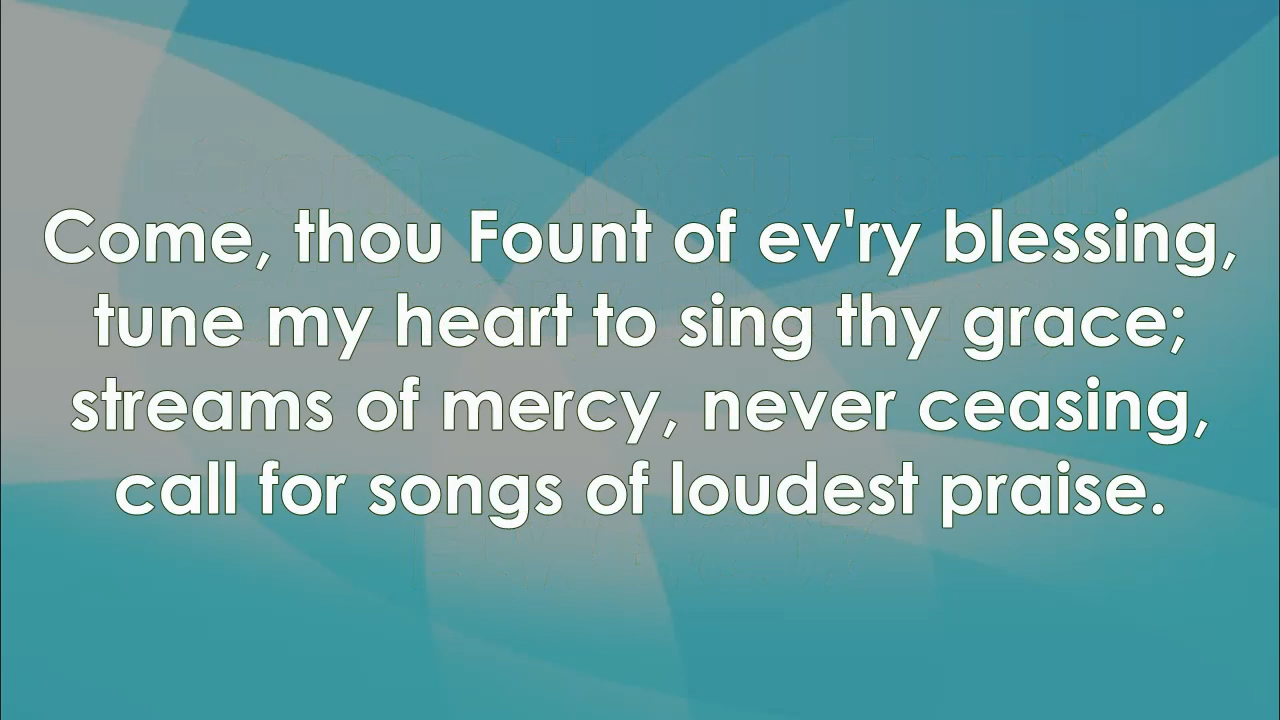 Come, thou Fount of ev'ry blessing,
tune my heart to sing thy grace;
streams of mercy, never ceasing,
call for songs of loudest praise.